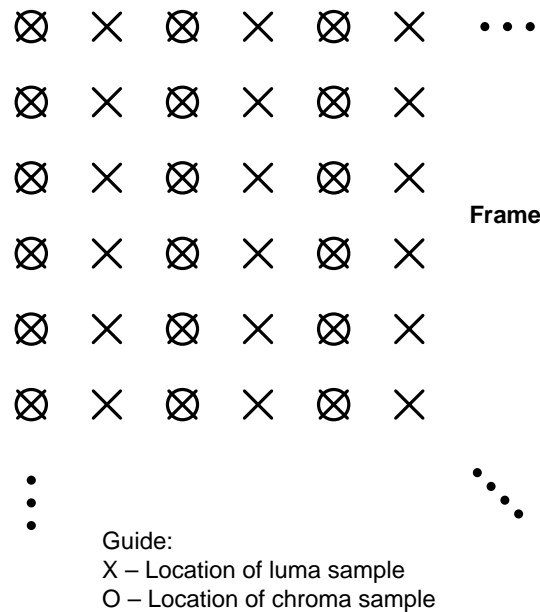 Frame
Guide:
X – Location of luma sample
O – Location of chroma sample